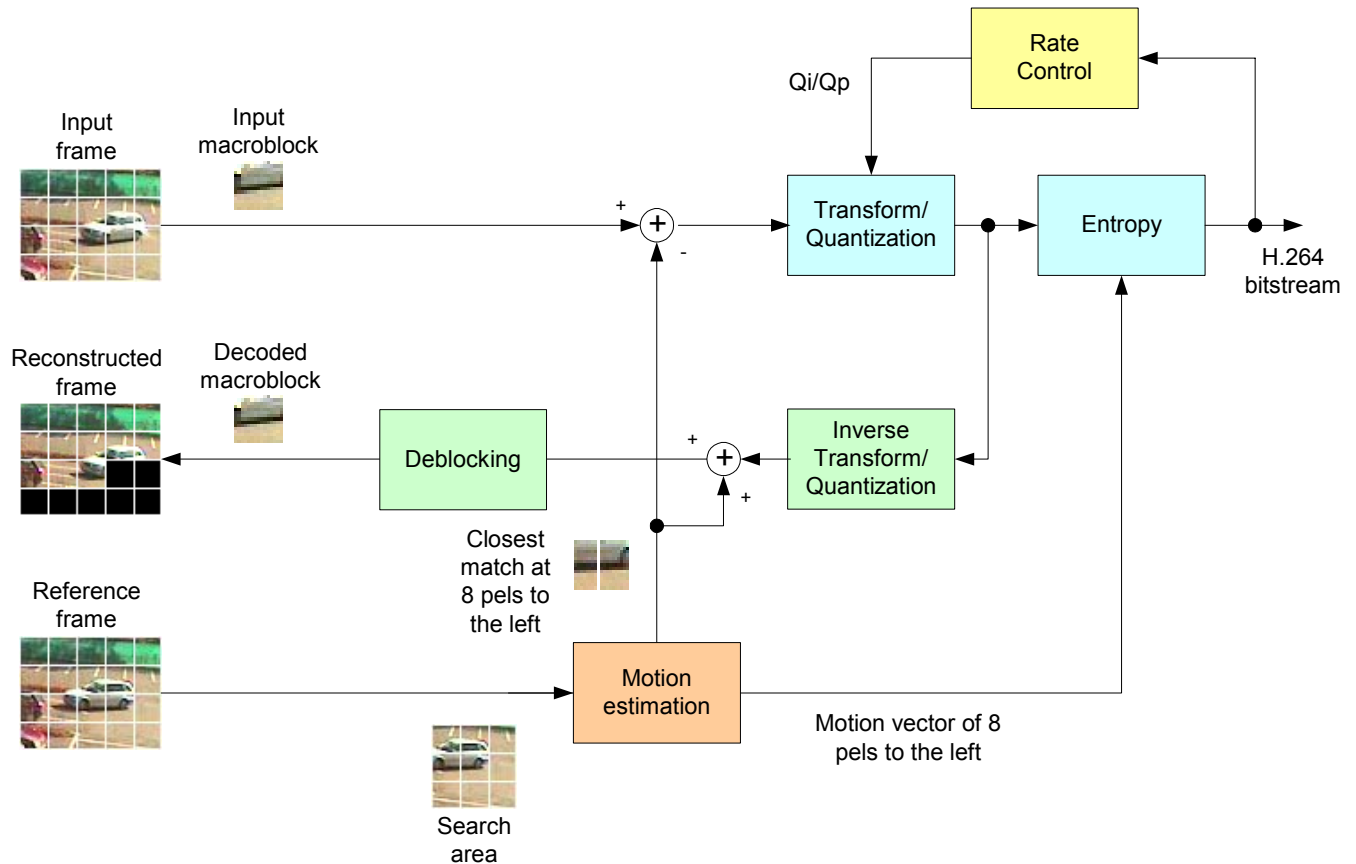 Rate
Control
Qi/Qp
Input
frame
Input
macroblock
+
+
-
Transform/
Quantization
Entropy
H.264
bitstream
Reconstructed
frame
Decoded
macroblock
Deblocking
+
+
+
Inverse
Transform/
Quantization
Closest
match at
8 pels to
the left
Reference
frame
Motion
estimation
Motion vector of 8
pels to the left
Search
area